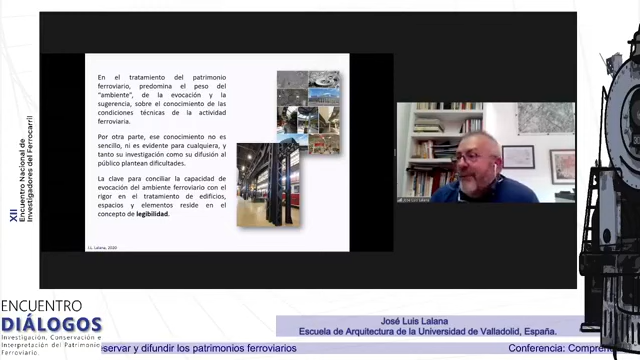 En el tratamiento del patrimonio
ferroviario, predomina el peso del
"ambiente", de la evocación y la
sugerencia, sobre el conocimiento de las
condiciones técnicas de la actividad
ferroviaria.
Por otra parte, ese conocimiento no es
sencillo, ni es evidente para cualquiera, y
tanto su investigación como su difusión al
público plantean dificultades.
La clave para conciliar la capacidad de
evocación del ambiente ferroviario con el
rigor en el tratamiento de edificios,
espacios y elementos reside en el
concepto de legibilidad.
J.L. Lalana, 2020
José Luis Lalana
XII
Encuentro Nacional de
Investigadores del Ferrocarril
ENCUENTRO
DIÁLOGOS
Investigación, Conservación e
Interpretación del Patrimonio
Ferroviario.
José Luis Lalana
Escuela de Arquitectura de la Universidad de Valladolid, España.
servar y difundir los patrimonios ferroviarios
Conferencia: Compren